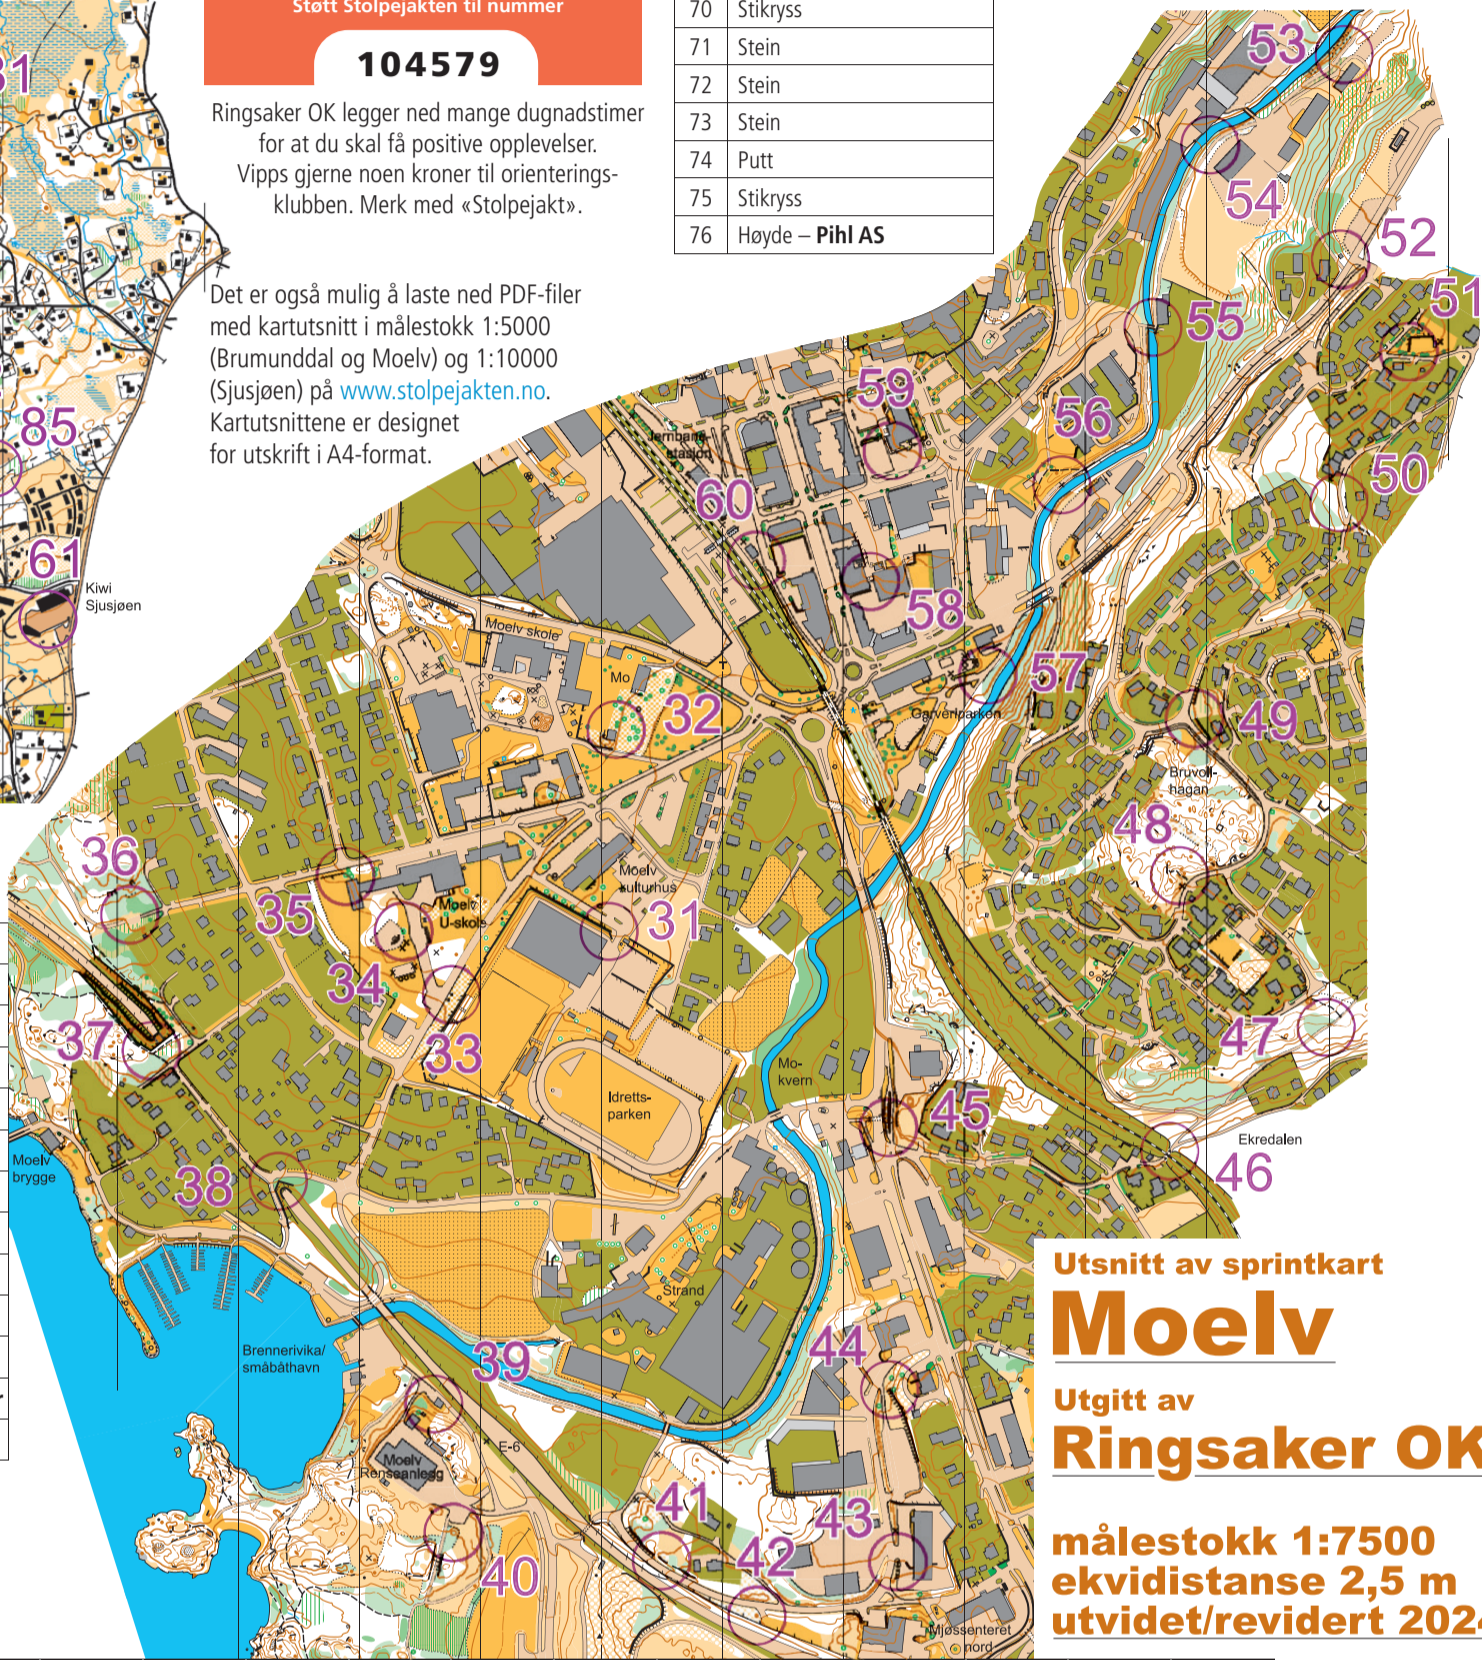 Støtt Stolpejakten til nummer
104579
Ringsaker OK legger ned mange dugnadstimer
for at du skal få positive opplevelser.
Vipps gjerne noen kroner til orienterings-
klubben. Merk med «Stolpejakt».
Det er også mulig å laste ned PDF-filer
med kartutsnitt i målestokk 1:5000
(Brumunddal og Moelv) og 1:10000
(Sjusjøen) på www.stolpejakten.no.
Kartutsnittene er designet
for utskrift i A4-format.
70 Stikryss
71 Stein
72 Stein
73 Stein
74 Putt
75 Stikryss
76 Høyde – Pihl AS
85
61
Kiwi
Sjusjøen
53
54
52
51
55
59
56
50
60
58
57
49
48
47
46
45
44
43
42
41
40
39
38
37
36
35
34
33
32
31
Jernbane-
stasjon
Moelv skole
Mo
Garveriparken
Bruvoll-
hagan
Moelv
kulturhus
Moelv
U-skole
Mo-
kvern
Idretts-
parken
Ekredalen
Moelv
brygge
Strand
Brennerivika/
småbåthavn
E-6
Moelv
Renseanlegg
Mjøssenteret
nord
Utsnitt av sprintkart
Moelv
Utgitt av
Ringsaker OK
målestokk 1:7500
ekvidistanse 2,5 m
utvidet/revidert 2024